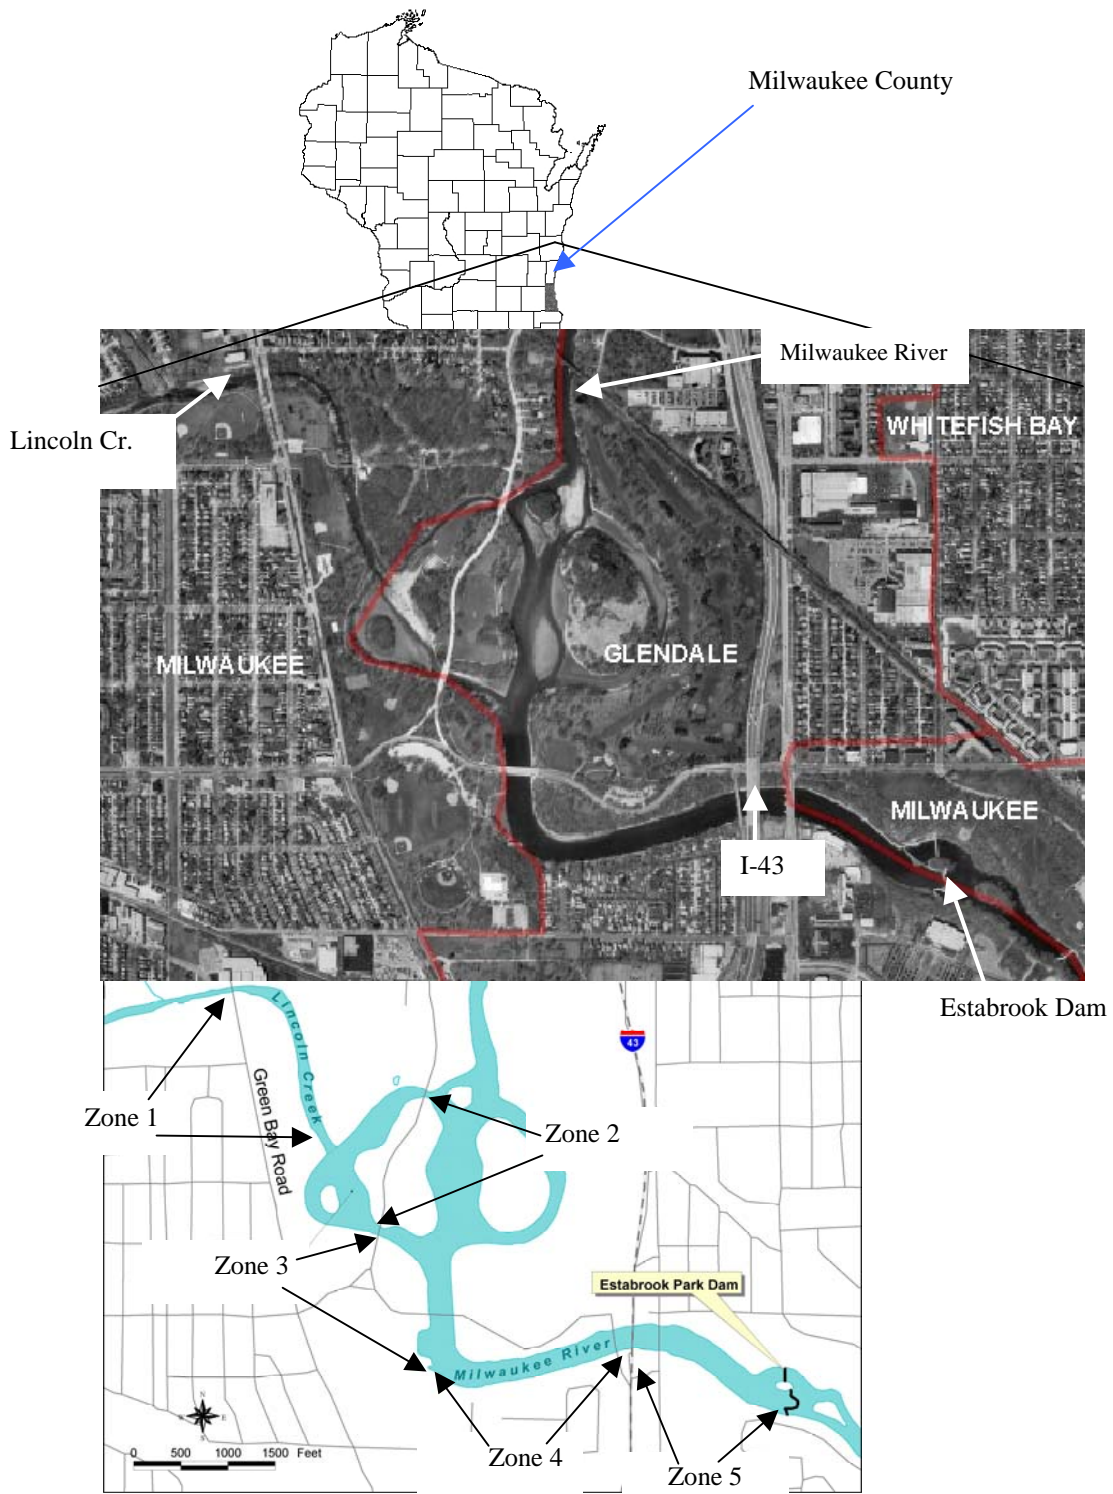 Milwaukee County
Milwaukee River
Lincoln Cr.
WHITEFISH BAY
MILWAUKEE
GLENDALE
MILWAUKEE
I-43
Estabrook Dam
Lincoln Creek
43
Green Bay Road
Zone 1
Zone 2
Zone 3
Estabrook Park Dam
Milwaukee River
N
E
S
0 500 1000 1500 Feet
Zone 4
Zone 5